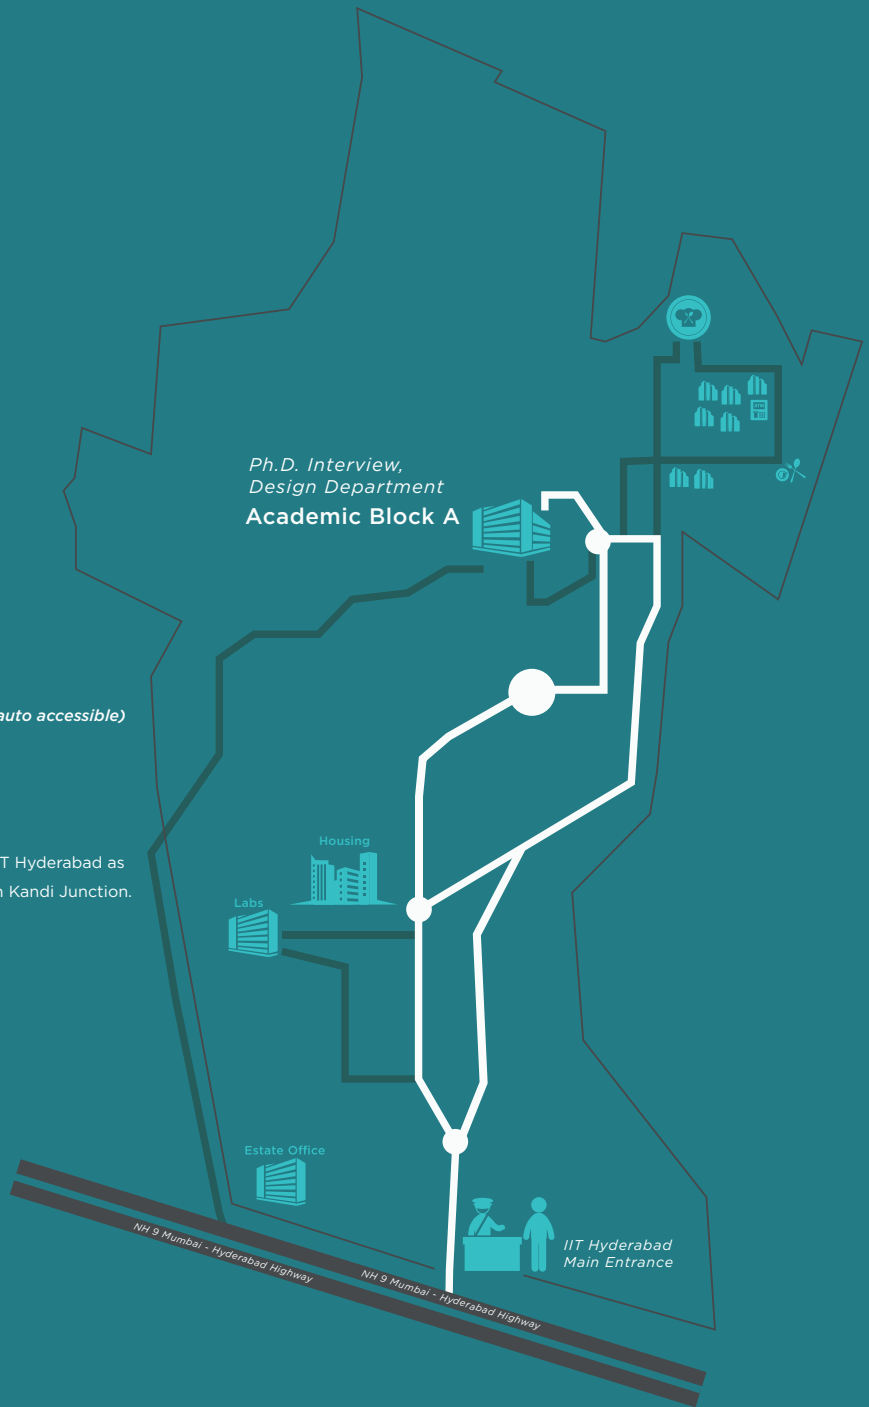 Ph.D. Interview,
Design Department
Academic Block A
auto accessible)
Housing
T Hyderabad as
Kandi Junction.
Labs
Estate Office
NH 9 Mumbai - Hyderabad Highway
IIT Hyderabad
Main Entrance
NH 9 Mumbai - Hyderabad Highway